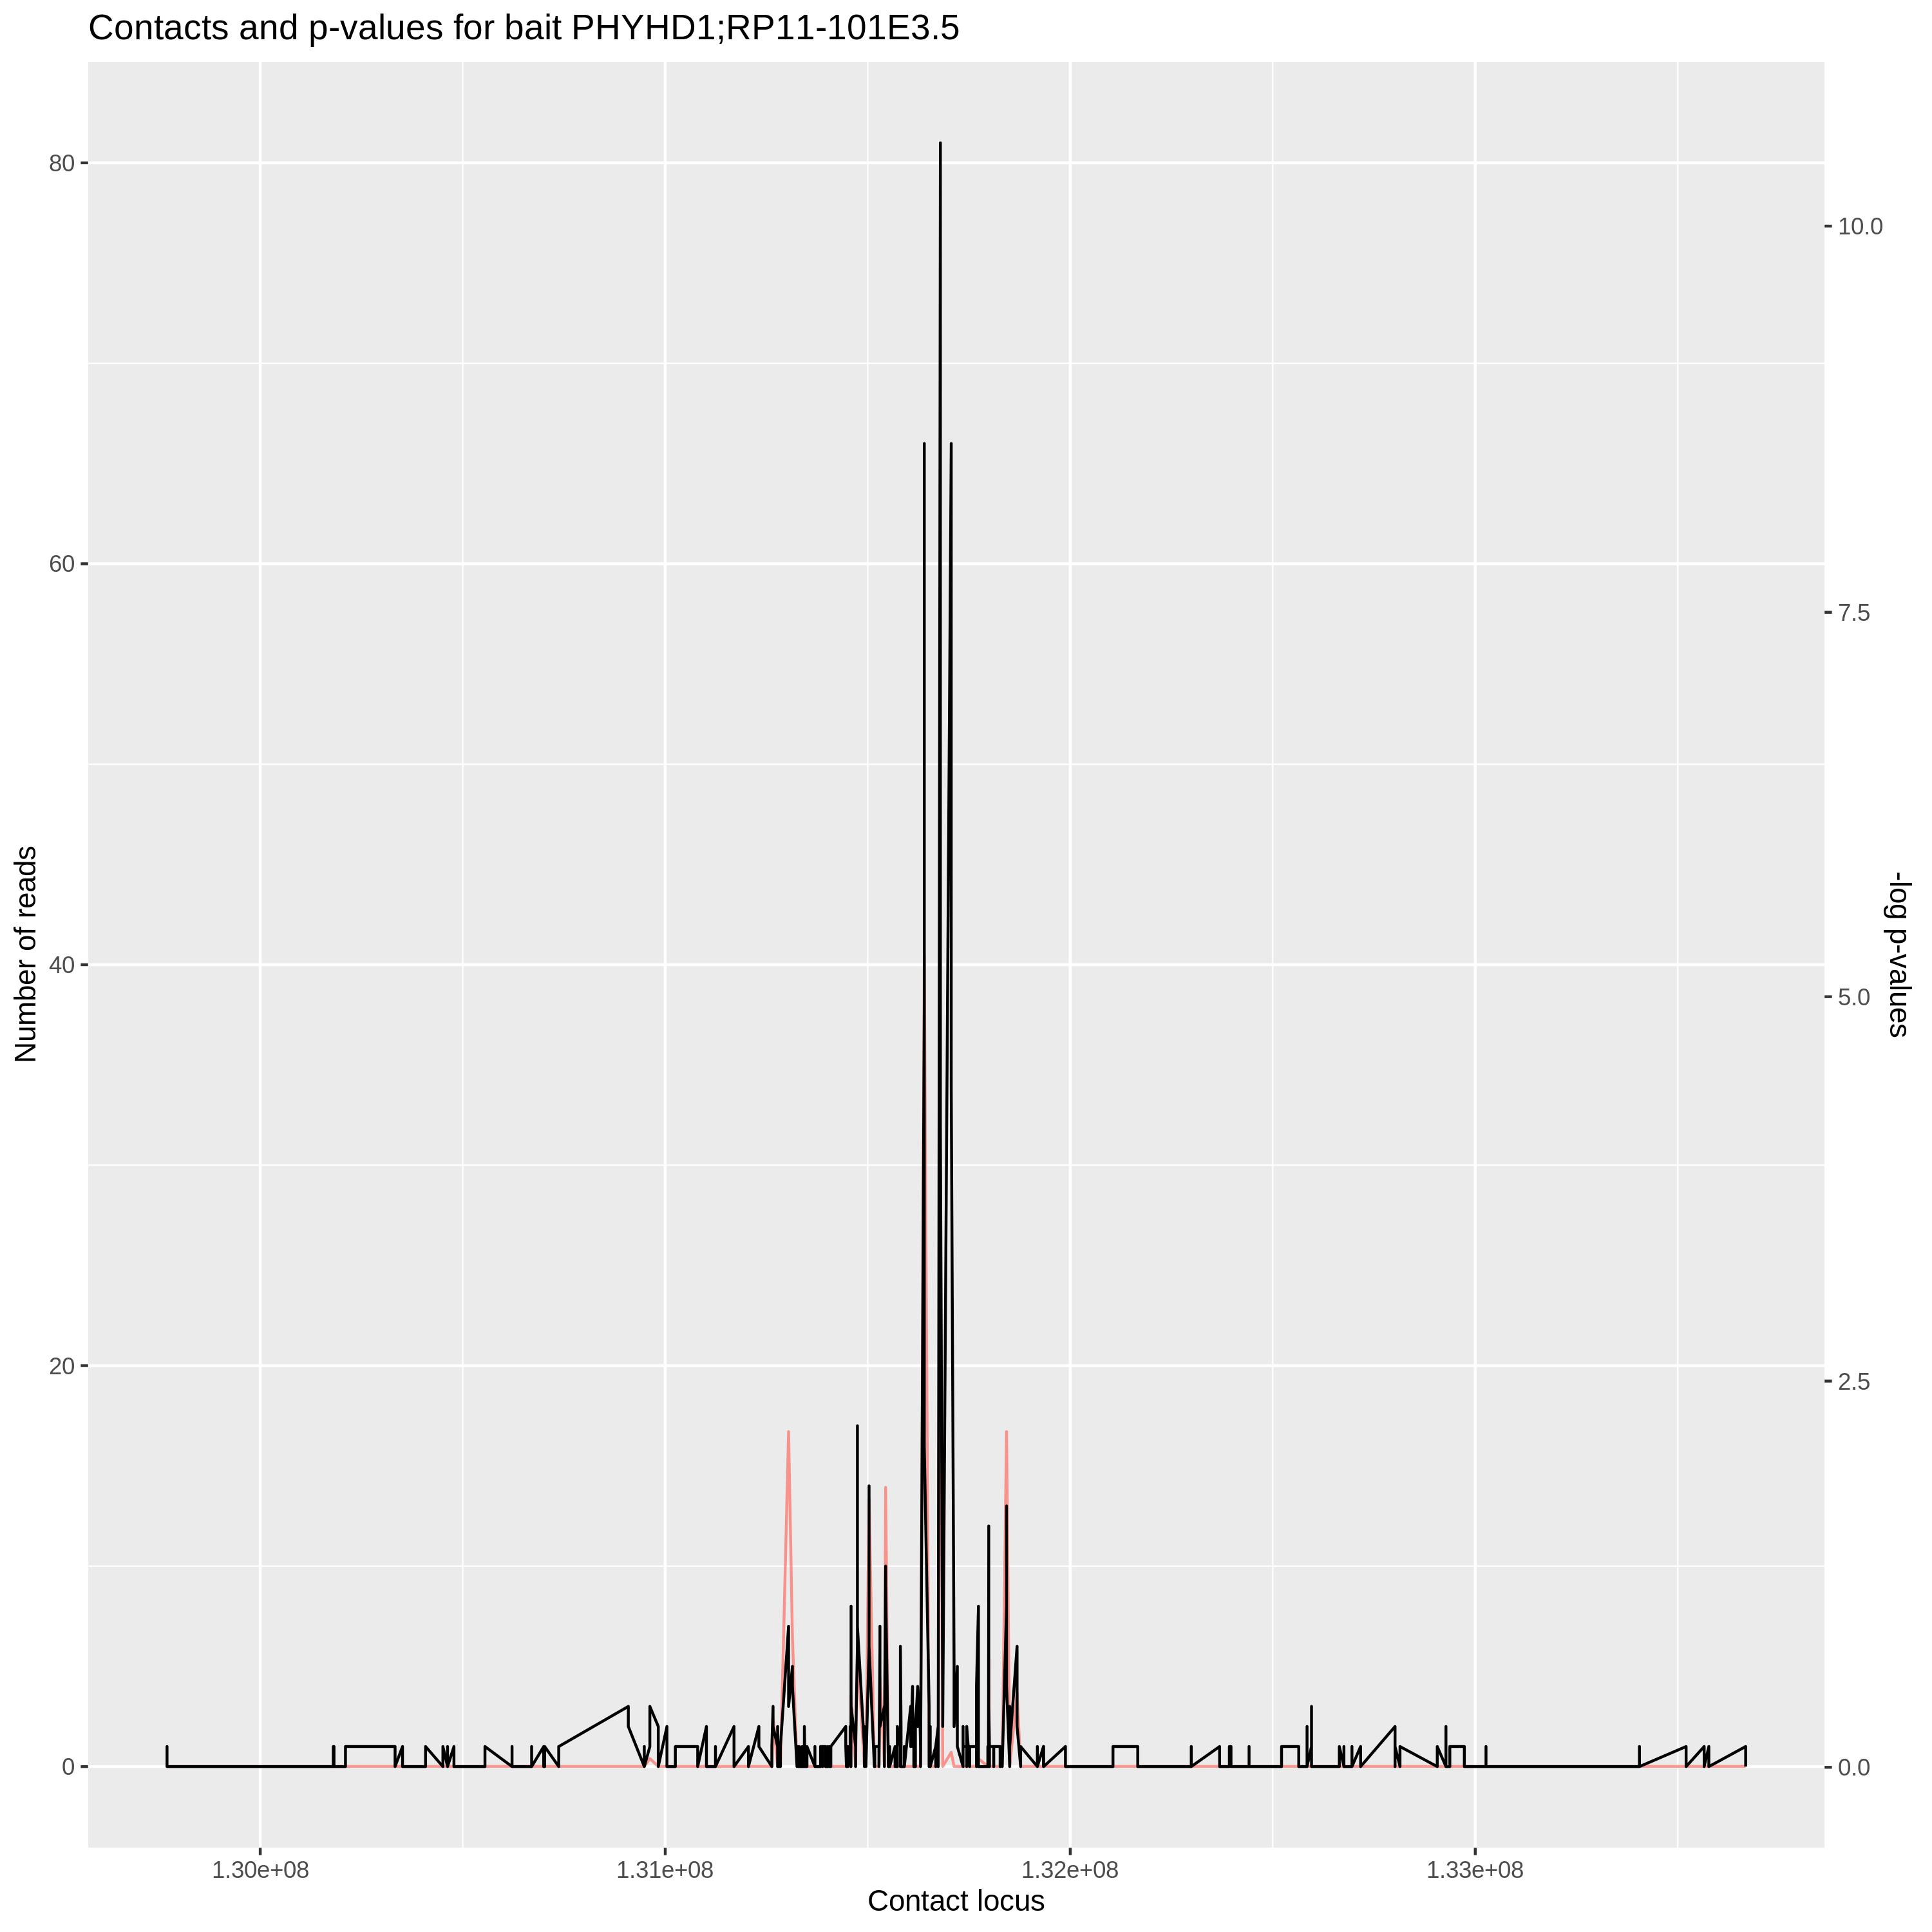 Contacts and p-values for bait PHYHD1;RP11-101E3.5
80
60
40
20
0
Number of reads
10.0
7.5
5.0
2.5
0.0
-log p-values
1.30e+08
1.31e+08
1.32e+08
1.33e+08
Contact locus